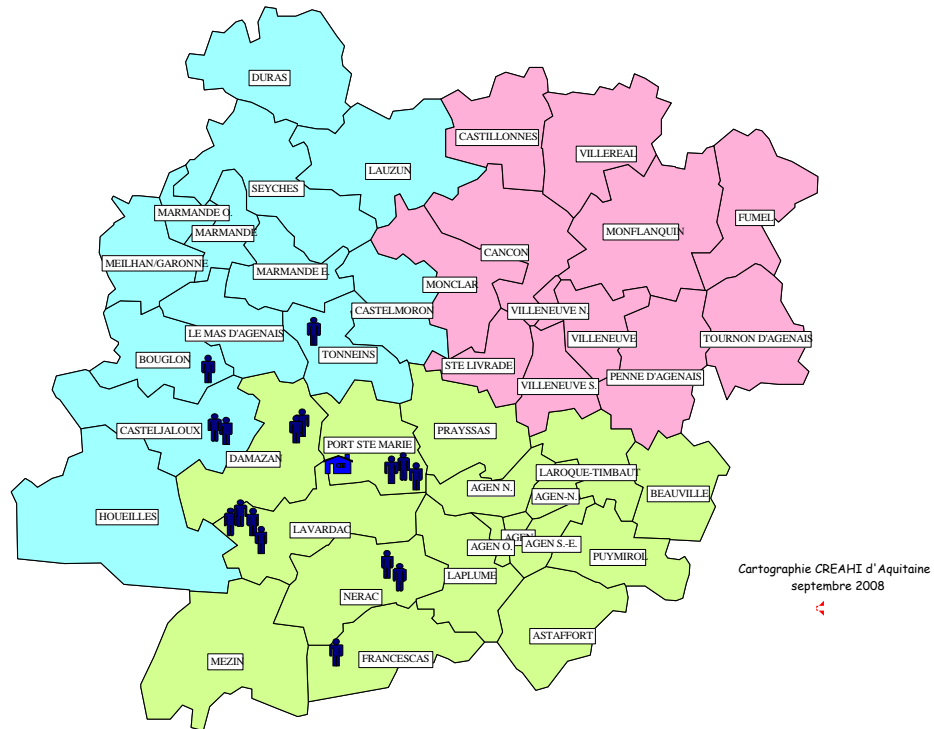 DURAS
CASTILLONNES
VILLEREAL
LAUZUN
SEYCHES
MARMANDE O.
MARMANDE
FUMEL
MONFLANQUIN
CANCON
MEILHAN/GARONNE
MARMANDE E.
MONCLAR
CASTELMORON
VILLENEUVE N.
LE MAS D'AGENAIS
VILLENEUVE
TOURNON D'AGENAIS
TONNEINS
BOUGLON
STE LIVRADE
PENNE D'AGENAIS
VILLENEUVE S.
CASTELJALOUX
PRAYSSAS
PORT STE MARIE
DAMAZAN
LAROQUE-TIMBAUT
AGEN N.
BEAUVILLE
AGEN-N.
HOUEILLES
LAVARDAC
AGEN
AGEN O.
AGEN S.-E.
PUYMIROL
LAPLUME
Cartographie CREAHI d'Aquitaine
septembre 2008
NERAC
ASTAFFORT
MEZIN
FRANCESCAS